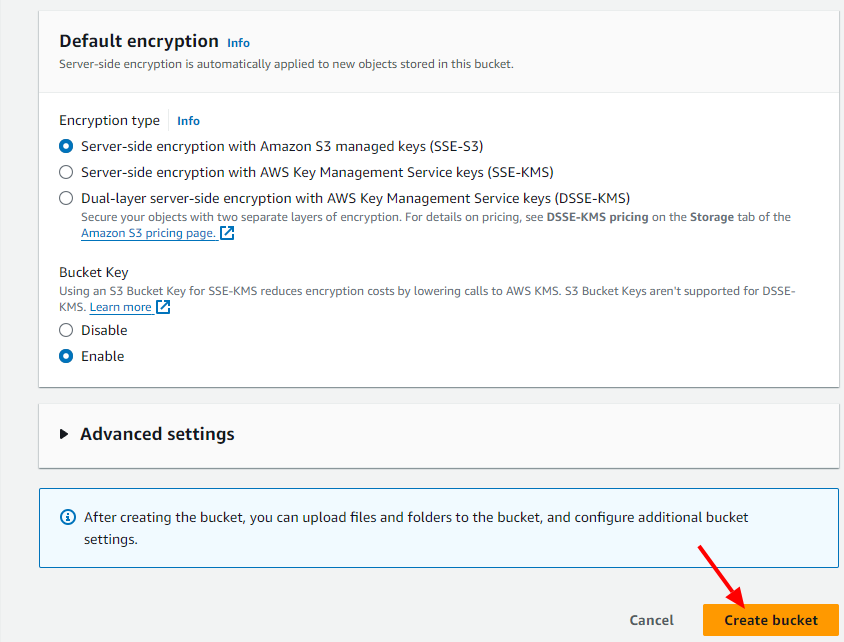 Default encryption Info
Server-side encryption is automatically applied to new objects stored in this bucket.
Encryption type Info
Server-side encryption with Amazon S3 managed keys (SSE-S3)
Server-side encryption with AWS Key Management Service keys (SSE-KMS)
Dual-layer server-side encryption with AWS Key Management Service keys (DSSE-KMS)
Secure your objects with two separate layers of encryption. For details on pricing, see DSSE-KMS pricing on the Storage tab of the
Amazon S3 pricing page.
Bucket Key
Using an S3 Bucket Key for SSE-KMS reduces encryption costs by lowering calls to AWS KMS. S3 Bucket Keys aren't supported for DSSE-
KMS. Learn more
Disable
Enable
Advanced settings
After creating the bucket, you can upload files and folders to the bucket, and configure additional bucket
settings.
Cancel Create bucket